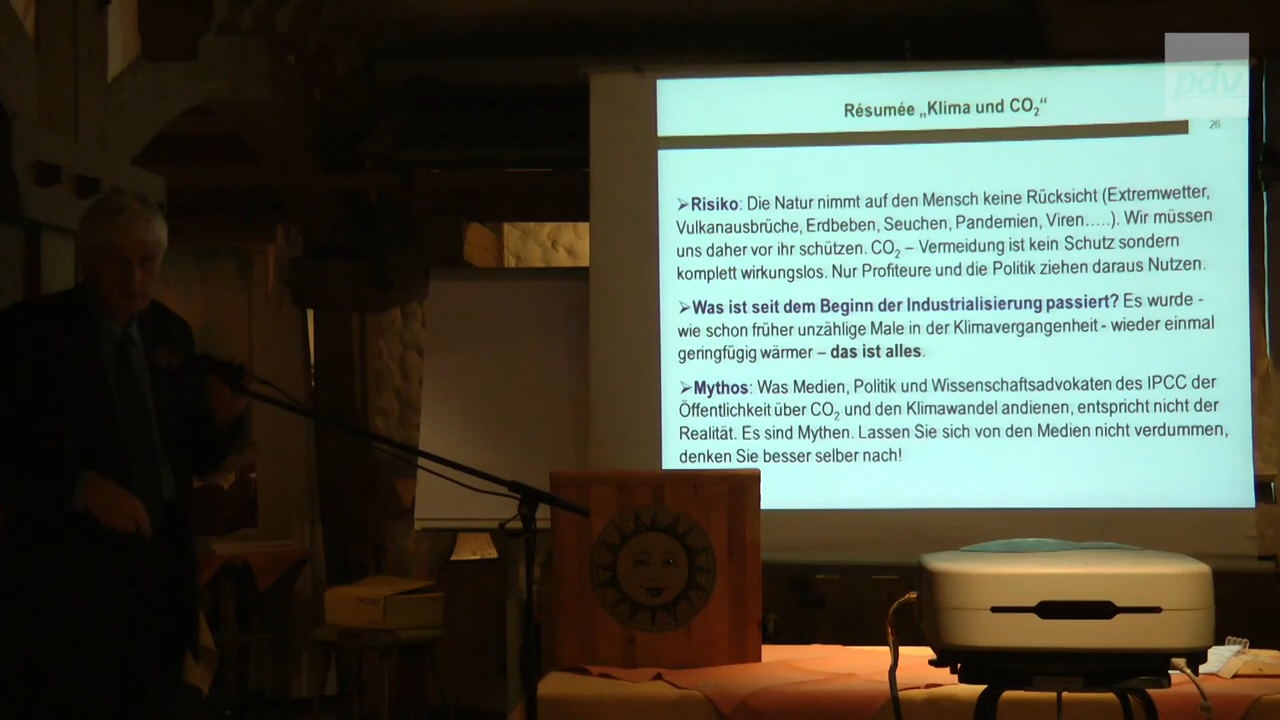 pdv
Résumée „Klima und CO₂“
26
➢Risiko: Die Natur nimmt auf den Mensch keine Rücksicht (Extremwetter,
Vulkanausbrüche, Erdbeben, Seuchen, Pandemien, Viren…..). Wir müssen
uns daher vor ihr schützen. CO₂ – Vermeidung ist kein Schutz sondern
komplett wirkungslos. Nur Profiteure und die Politik ziehen daraus Nutzen.
➢Was ist seit dem Beginn der Industrialisierung passiert? Es wurde -
wie schon früher unzählige Male in der Klimavergangenheit - wieder einmal
geringfügig wärmer – das ist alles.
➢Mythos: Was Medien, Politik und Wissenschaftsadvokaten des IPCC der
Öffentlichkeit über CO₂ und den Klimawandel andienen, entspricht nicht der
Realität. Es sind Mythen. Lassen Sie sich von den Medien nicht verdummen,
denken Sie besser selber nach!